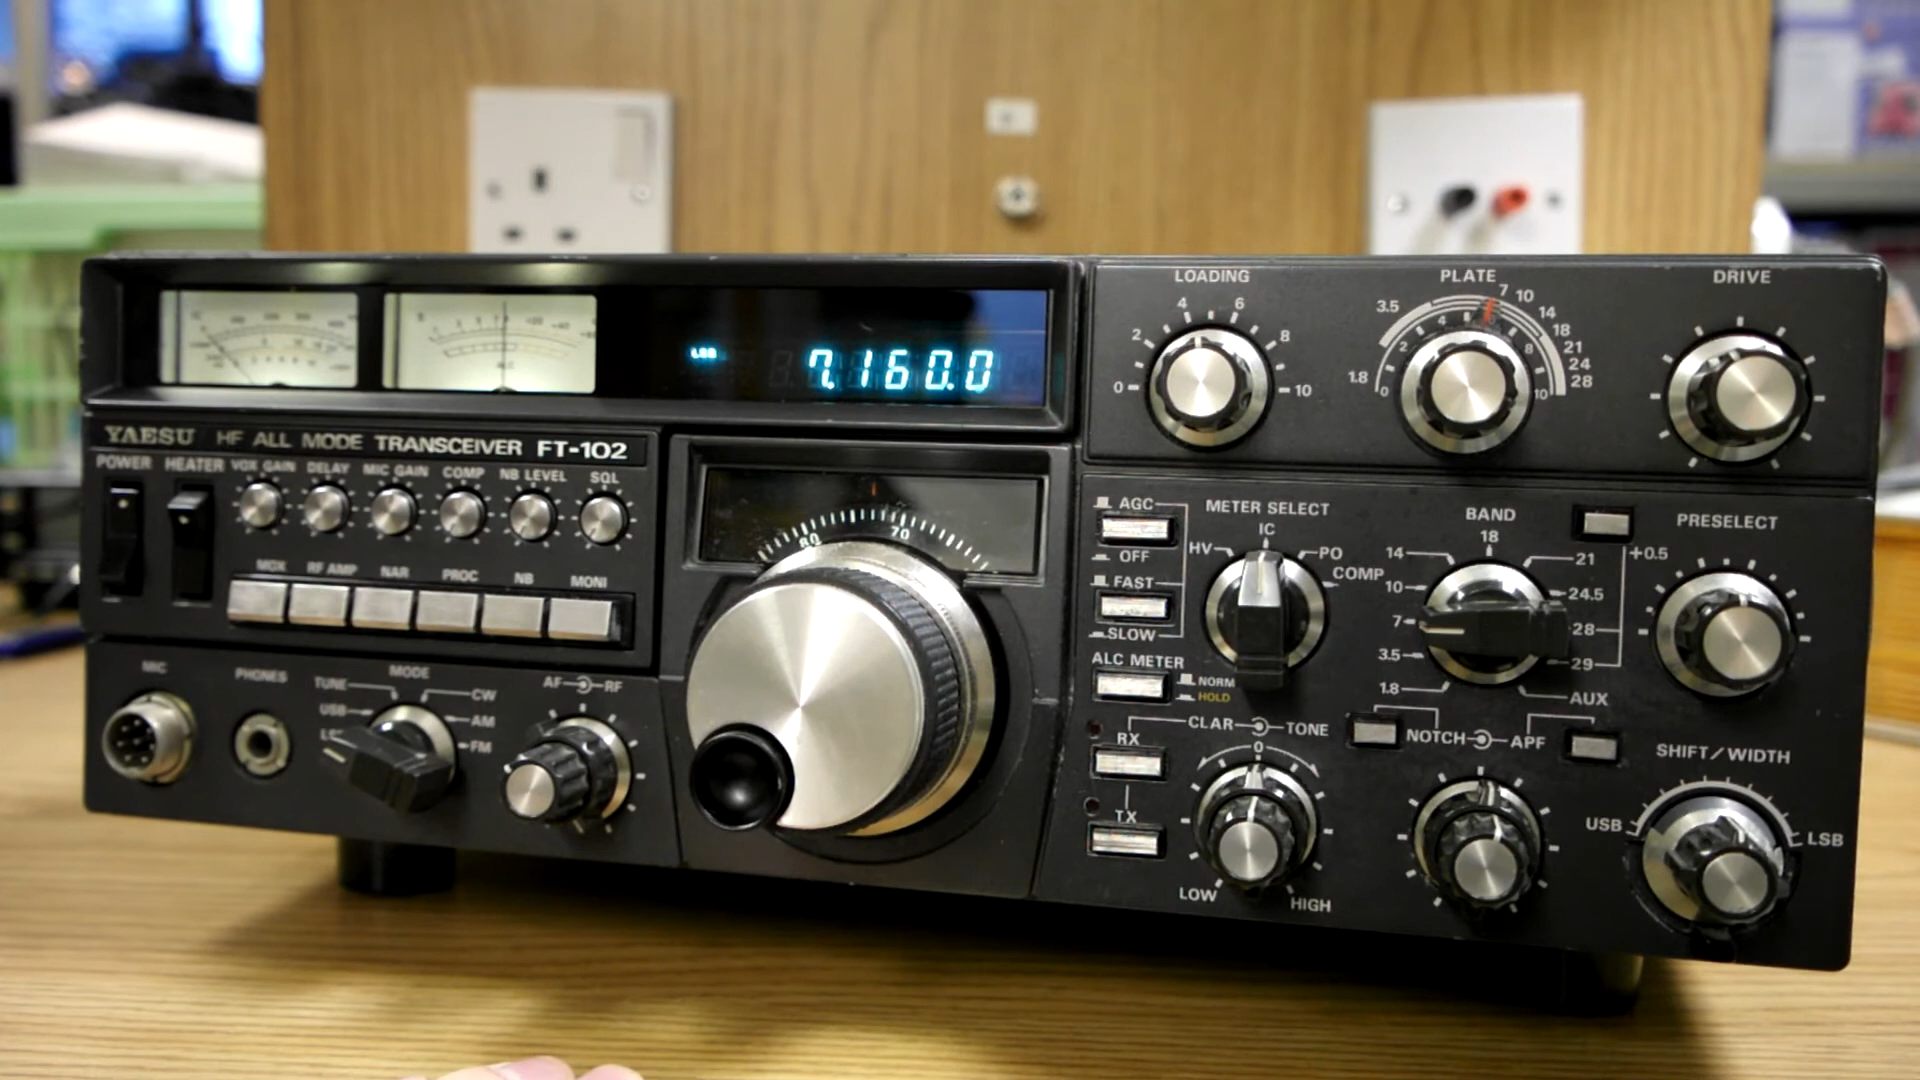 LSB 7.160.0
YAESU HF ALL MODE TRANSCEIVER FT-102
POWER HEATER VOX GAIN DELAY MIC GAIN COMP NB LEVEL SQL
MOX RF AMP NAR PROC NB MONI
MIC PHONES MODE
TUNE CW
USB AM
FM
AF RF
80 70
LOADING
0 2 4 6 8 10
PLATE
1.8 3.5 7 10 14 18 21 24 28
0 2 4 8 10
DRIVE
AGC
OFF
FAST
SLOW
ALC METER
NORM
HOLD
METER SELECT
HV IC PO COMP
BAND
1.8 3.5 7 10 14 18 21 24.5 28 29 AUX
+0.5
PRESELECT
CLAR TONE
RX
TX
0
LOW HIGH
NOTCH APF
SHIFT/WIDTH
USB LSB